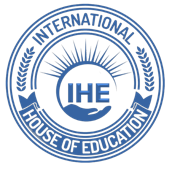 INTERNATIONAL
IHE
HOUSE OF EDUCATION